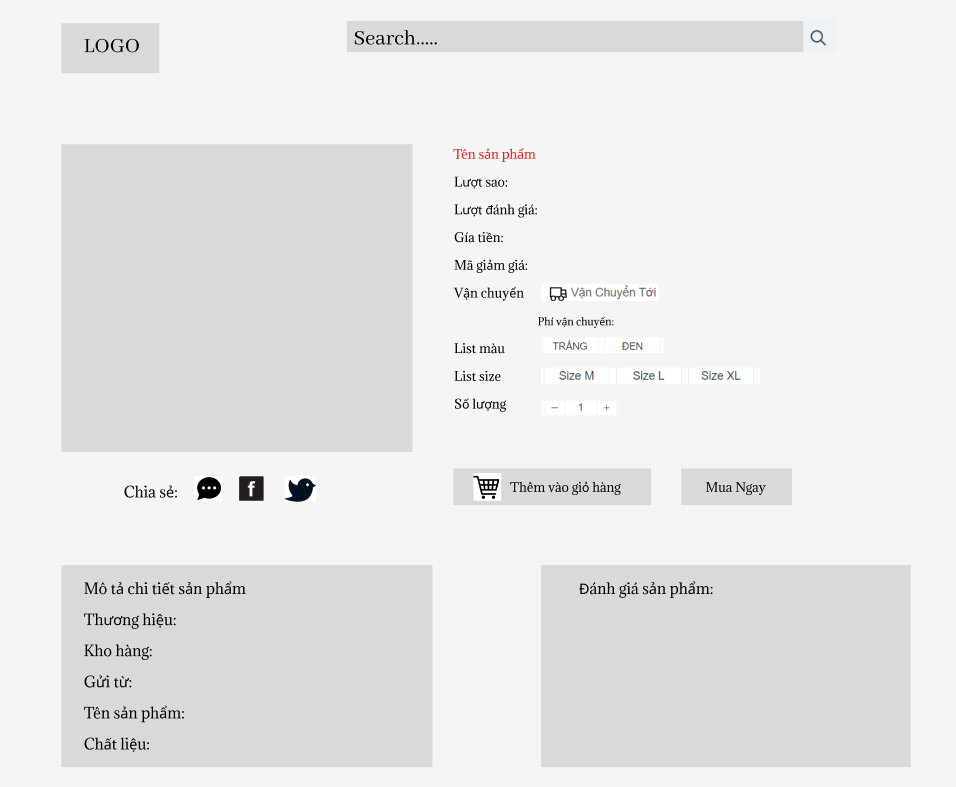 LOGO
Search.....
Tên sản phẩm
Lượt sao:
Lượt đánh giá:
Gía tiền:
Mã giảm giá:
Vận chuyển Vận Chuyển Tới
Phí vận chuyển:
List màu TRẮNG ĐEN
List size Size M Size L Size XL
Số lượng − 1 +
Chia sẻ: f
Thêm vào giỏ hàng Mua Ngay
Mô tả chi tiết sản phẩm
Thương hiệu:
Kho hàng:
Gửi từ:
Tên sản phẩm:
Chất liệu:
Đánh giá sản phẩm: